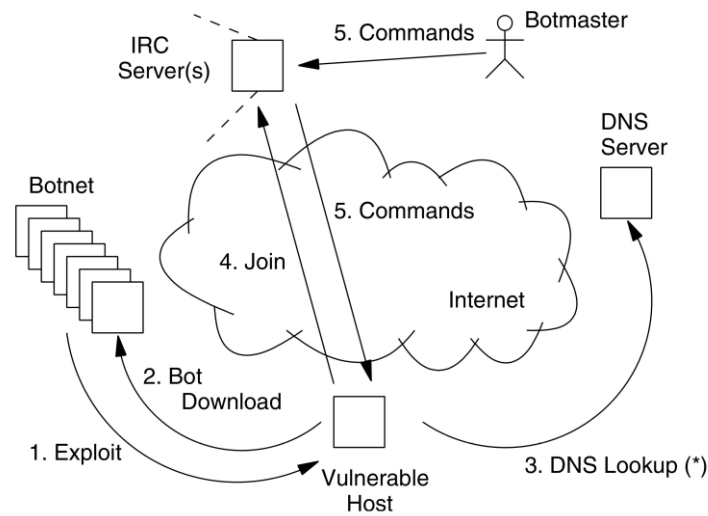 IRC
Server(s)
5. Commands
Botmaster
DNS
Server
Botnet
5. Commands
4. Join
Internet
2. Bot
Download
1. Exploit
3. DNS Lookup (*)
Vulnerable
Host